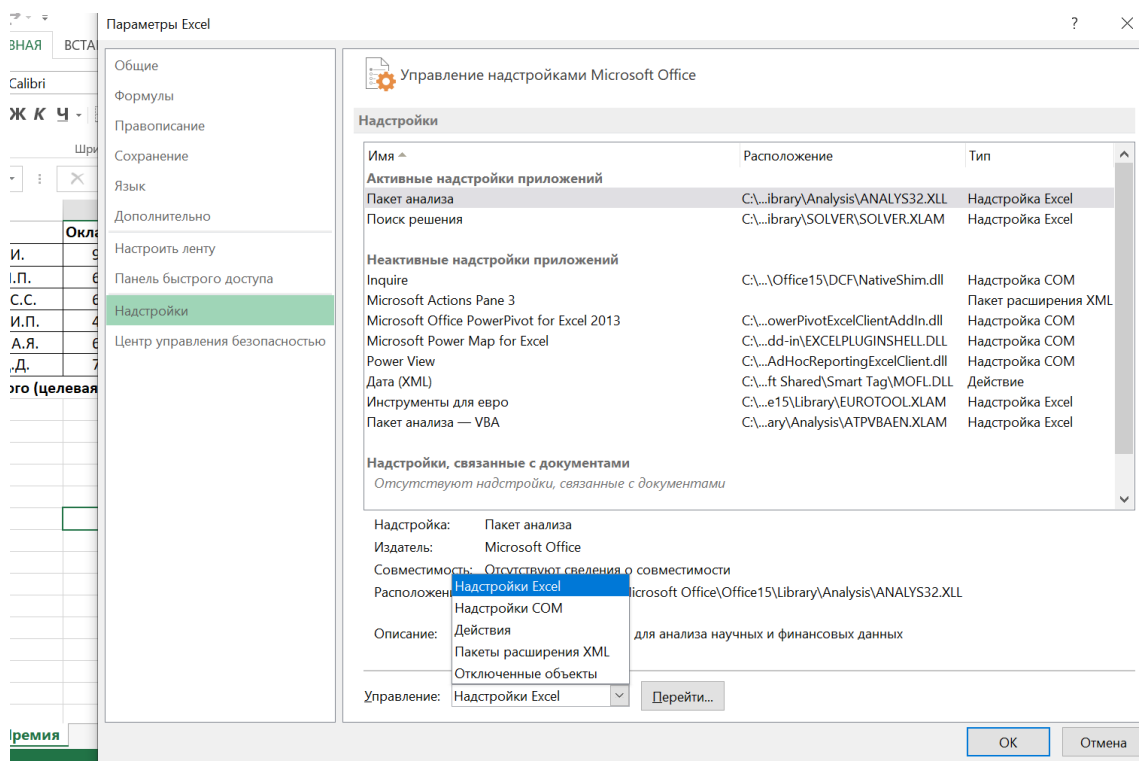 Параметры Excel
?
ВНАЯ ВСТА
Calibri
Ж К Ч
Шри
Окла
И.
.П.
С.С.
И.П.
А.Я.
.Д.
ого (целевая
Общие
Формулы
Правописание
Сохранение
Язык
Дополнительно
Настроить ленту
Панель быстрого доступа
Надстройки
Центр управления безопасностью
Управление надстройками Microsoft Office
Надстройки
Имя Расположение Тип
Активные надстройки приложений
Пакет анализа C:\...ibrary\Analysis\ANALYS32.XLL Надстройка Excel
Поиск решения C:\...ibrary\SOLVER\SOLVER.XLAM Надстройка Excel
Неактивные надстройки приложений
Inquire C:\...\Office15\DCF\NativeShim.dll Надстройка COM
Microsoft Actions Pane 3 Пакет расширения XML
Microsoft Office PowerPivot for Excel 2013 C:\...owerPivotExcelClientAddIn.dll Надстройка COM
Microsoft Power Map for Excel C:\...dd-in\EXCELPLUGINSHELL.DLL Надстройка COM
Power View C:\...AdHocReportingExcelClient.dll Надстройка COM
Дата (XML) C:\...ft Shared\Smart Tag\MOFL.DLL Действие
Инструменты для евро C:\...e15\Library\EUROTOOL.XLAM Надстройка Excel
Пакет анализа — VBA C:\...ary\Analysis\ATPVBAEN.XLAM Надстройка Excel
Надстройки, связанные с документами
Отсутствуют надстройки, связанные с документами
Надстройка: Пакет анализа
Издатель: Microsoft Office
Совместимость: Отсутствуют сведения о совместимости
Расположен icrosoft Office\Office15\Library\Analysis\ANALYS32.XLL
Описание: для анализа научных и финансовых данных
Надстройки Excel
Надстройки COM
Действия
Пакеты расширения XML
Отключенные объекты
Управление: Надстройки Excel Перейти...
ремия
ОК Отмена